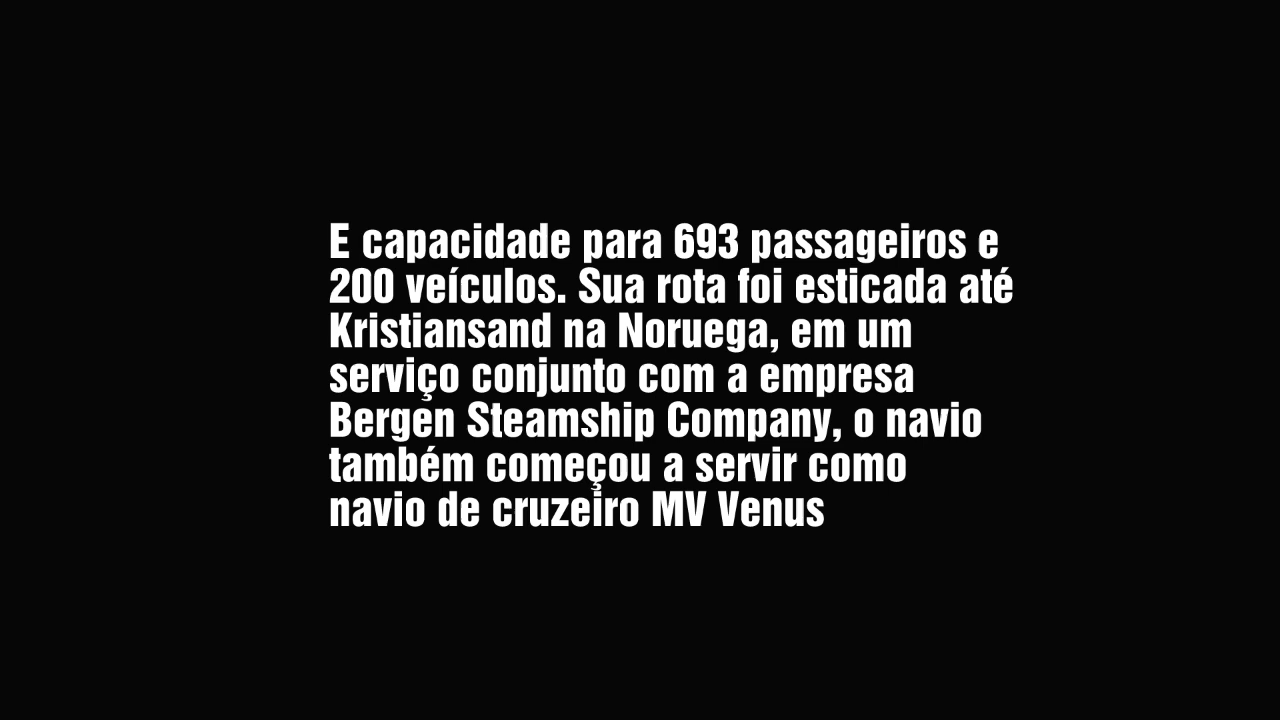 E capacidade para 693 passageiros e
200 veículos. Sua rota foi esticada até
Kristiansand na Noruega, em um
serviço conjunto com a empresa
Bergen Steamship Company, o navio
também começou a servir como
navio de cruzeiro MV Venus